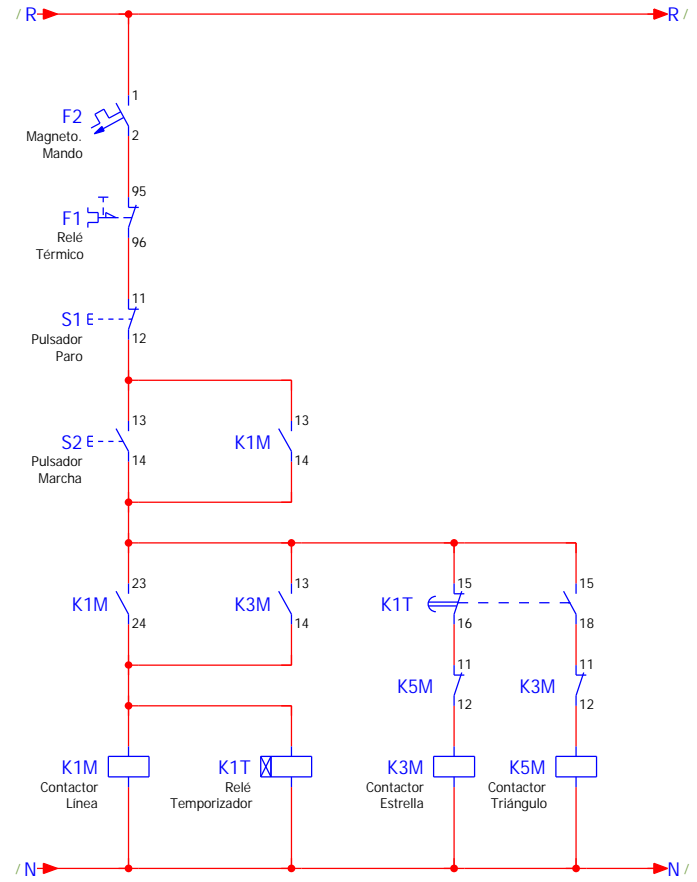 / R
R /
1
F2
Magneto.
Mando
2
95
F1
Relé
Térmico
96
11
S1
Pulsador
Paro
12
13
S2
Pulsador
Marcha
14
13
K1M
14
23
K1M
24
13
K3M
14
15
K1T
16
15
18
11
K5M
12
11
K3M
12
K1M
Contactor
Línea
K1T
Relé
Temporizador
K3M
Contactor
Estrella
K5M
Contactor
Triángulo
/ N
N /